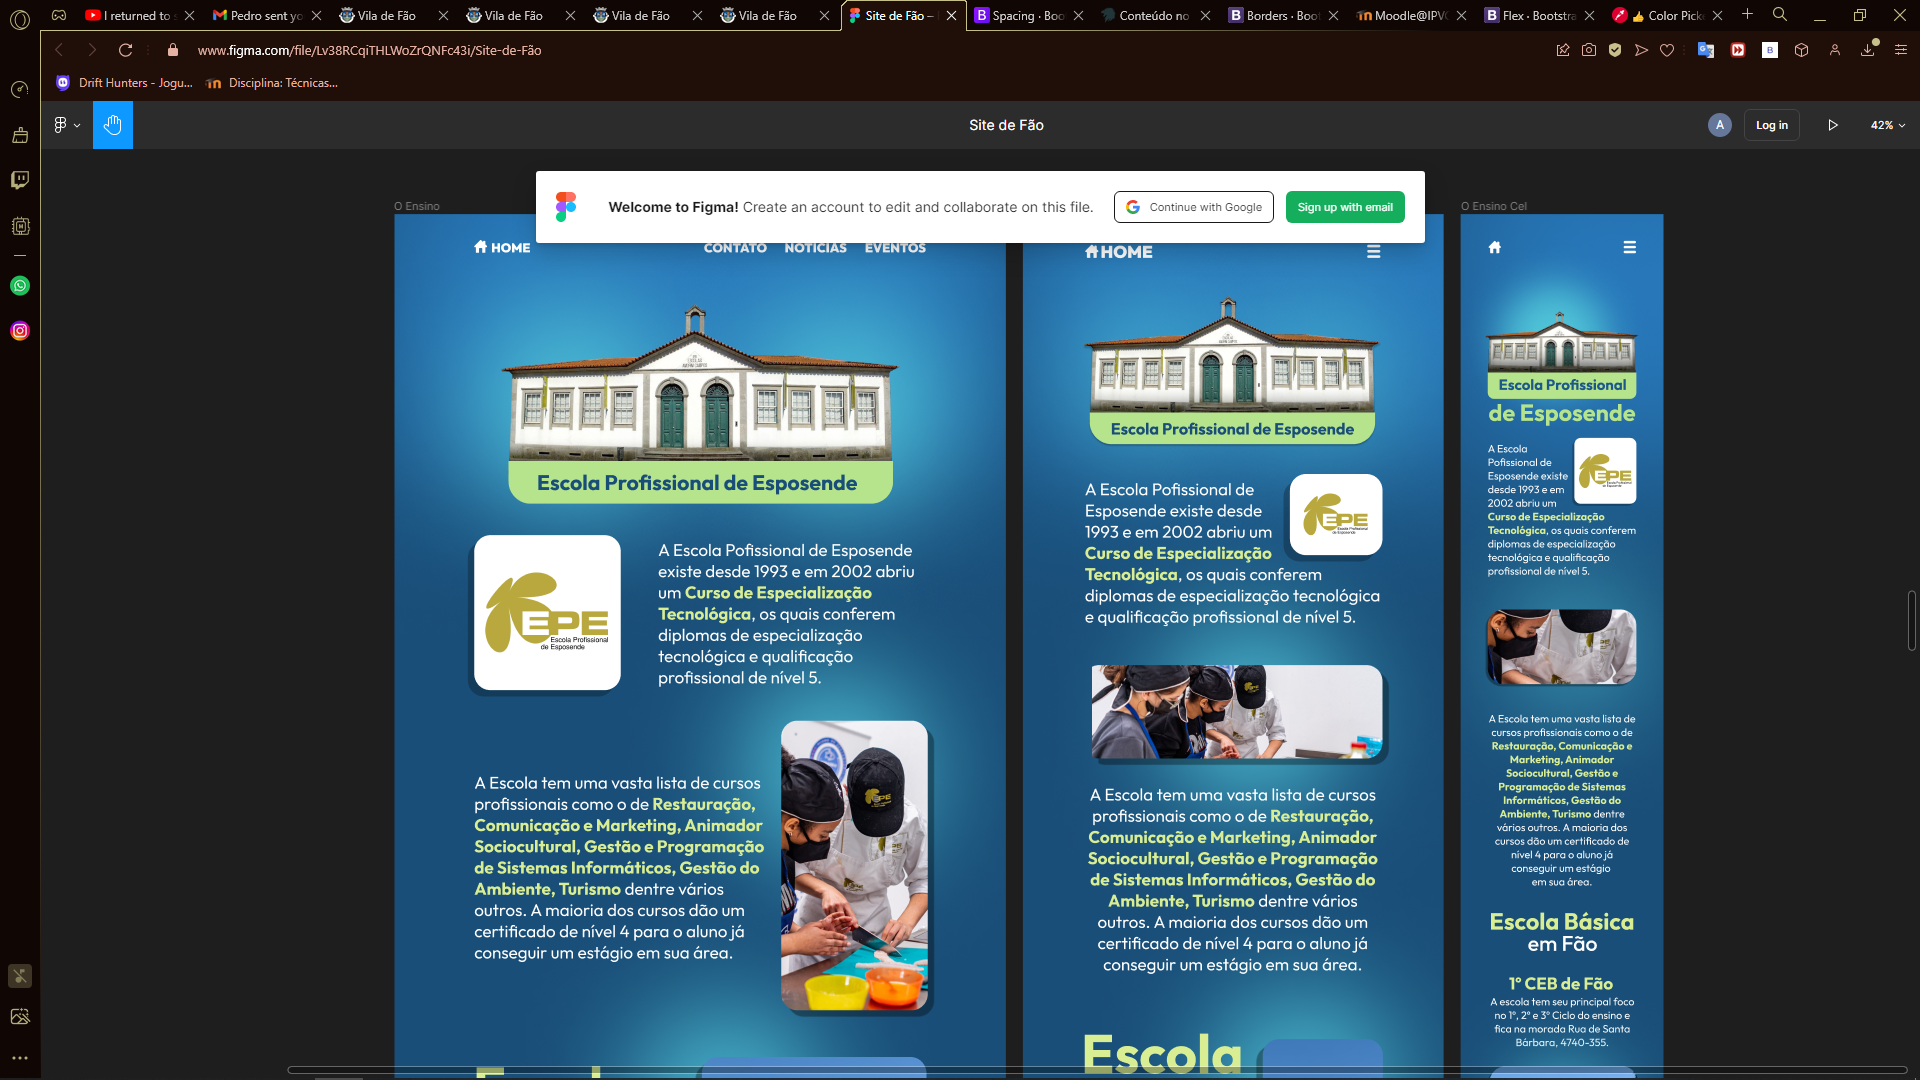 I returned to
Pedro sent yo
Vila de Fão
Vila de Fão
Vila de Fão
Vila de Fão
Site de Fão –
Spacing · Boo
Conteúdo no
Borders · Boot
Moodle@IPVC
Flex · Bootstra
Color Picke
www.figma.com/file/Lv38RCqiTHLWoZrQNFc43i/Site-de-Fão
Drift Hunters - Jogu...
Disciplina: Técnicas...
Site de Fão
A
Log in
42%
Welcome to Figma! Create an account to edit and collaborate on this file.
Continue with Google
Sign up with email
O Ensino
HOME
CONTATO
NOTÍCIAS
EVENTOS
Escola Profissional de Esposende
EPE
Escola Profissional
de Esposende
A Escola Pofissional de Esposende
existe desde 1993 e em 2002 abriu
um Curso de Especialização
Tecnológica, os quais conferem
diplomas de especialização
tecnológica e qualificação
profissional de nível 5.
A Escola tem uma vasta lista de cursos
profissionais como o de Restauração,
Comunicação e Marketing, Animador
Sociocultural, Gestão e Programação
de Sistemas Informáticos, Gestão do
Ambiente, Turismo dentre vários
outros. A maioria dos cursos dão um
certificado de nível 4 para o aluno já
conseguir um estágio em sua área.
HOME
Escola Profissional de Esposende
A Escola Pofissional de
Esposende existe desde
1993 e em 2002 abriu um
Curso de Especialização
Tecnológica, os quais conferem
diplomas de especialização tecnológica
e qualificação profissional de nível 5.
EPE
Escola Profissional
de Esposende
A Escola tem uma vasta lista de cursos
profissionais como o de Restauração,
Comunicação e Marketing, Animador
Sociocultural, Gestão e Programação
de Sistemas Informáticos, Gestão do
Ambiente, Turismo dentre vários
outros. A maioria dos cursos dão um
certificado de nível 4 para o aluno já
conseguir um estágio em sua área.
Escola
O Ensino Cel
Escola Profissional
de Esposende
A Escola
Pofissional de
Esposende existe
desde 1993 e em
2002 abriu um
Curso de Especialização
Tecnológica, os quais conferem
diplomas de especialização
tecnológica e qualificação
profissional de nível 5.
EPE
A Escola tem uma vasta lista de
cursos profissionais como o de
Restauração, Comunicação e
Marketing, Animador
Sociocultural, Gestão e
Programação de Sistemas
Informáticos, Gestão do
Ambiente, Turismo dentre
vários outros. A maioria dos
cursos dão um certificado de
nível 4 para o aluno já
conseguir um estágio
em sua área.
Escola Básica
em Fão
1º CEB de Fão
A escola tem seu principal foco
no 1º, 2º e 3º Ciclo do ensino e
fica na morada Rua de Santa
Bárbara, 4740-355.